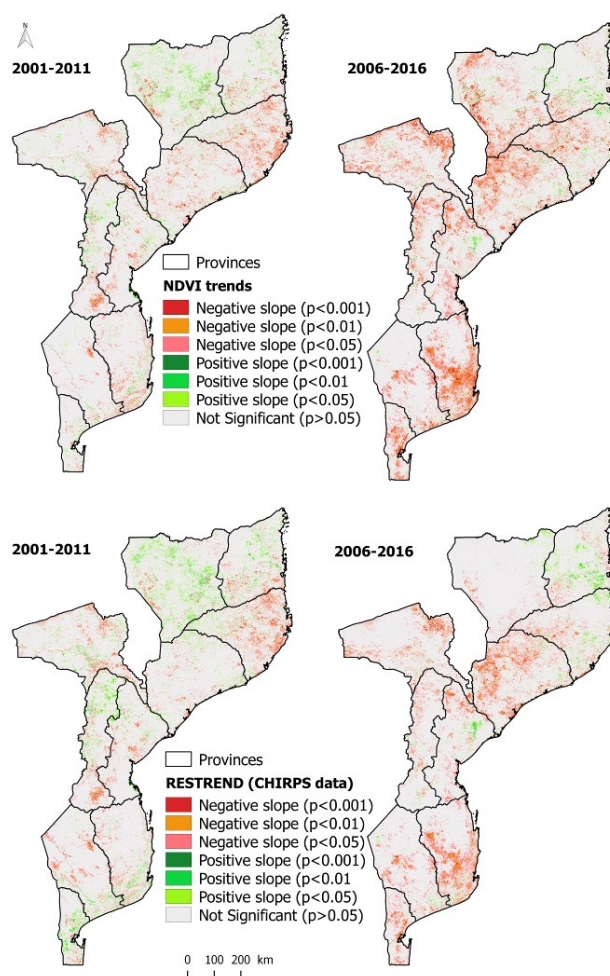 N
2001-2011
2006-2016
Provinces
NDVI trends
Negative slope (p<0.001)
Negative slope (p<0.01)
Negative slope (p<0.05)
Positive slope (p<0.001)
Positive slope (p<0.01
Positive slope (p<0.05)
Not Significant (p>0.05)
2001-2011
2006-2016
Provinces
RESTREND (CHIRPS data)
Negative slope (p<0.001)
Negative slope (p<0.01)
Negative slope (p<0.05)
Positive slope (p<0.001)
Positive slope (p<0.01
Positive slope (p<0.05)
Not Significant (p>0.05)
0 100 200 km